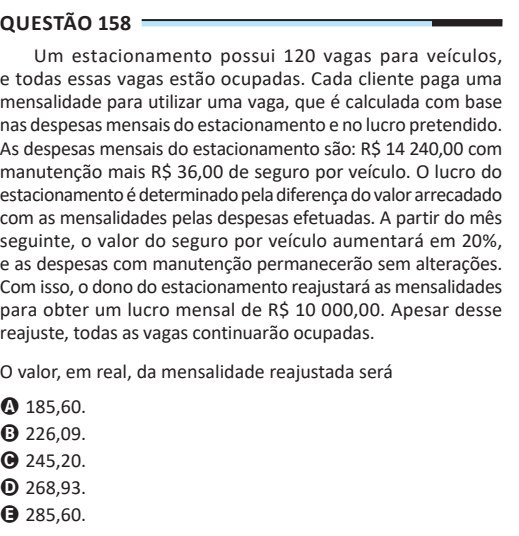 QUESTÃO 158
Um estacionamento possui 120 vagas para veículos,
e todas essas vagas estão ocupadas. Cada cliente paga uma
mensalidade para utilizar uma vaga, que é calculada com base
nas despesas mensais do estacionamento e no lucro pretendido.
As despesas mensais do estacionamento são: R$ 14 240,00 com
manutenção mais R$ 36,00 de seguro por veículo. O lucro do
estacionamento é determinado pela diferença do valor arrecadado
com as mensalidades pelas despesas efetuadas. A partir do mês
seguinte, o valor do seguro por veículo aumentará em 20%,
e as despesas com manutenção permanecerão sem alterações.
Com isso, o dono do estacionamento reajustará as mensalidades
para obter um lucro mensal de R$ 10 000,00. Apesar desse
reajuste, todas as vagas continuarão ocupadas.
O valor, em real, da mensalidade reajustada será
A 185,60.
B 226,09.
C 245,20.
D 268,93.
E 285,60.